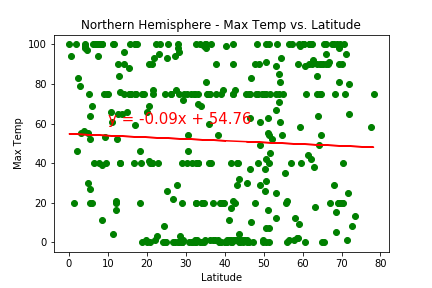 Northern Hemisphere - Max Temp vs. Latitude
100
80
60
40
20
0
Max Temp
y = -0.09x + 54.76
0 10 20 30 40 50 60 70 80
Latitude